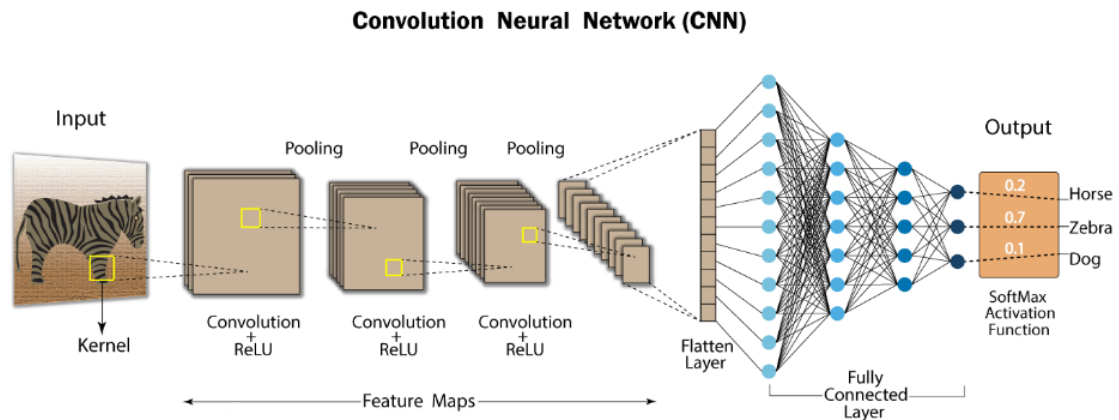 Convolution Neural Network (CNN)
Input
Kernel
Pooling
Pooling
Pooling
Convolution
+
ReLU
Convolution
+
ReLU
Convolution
+
ReLU
Feature Maps
Flatten
Layer
Fully
Connected
Layer
Output
0.2
Horse
0.7
Zebra
0.1
Dog
SoftMax
Activation
Function